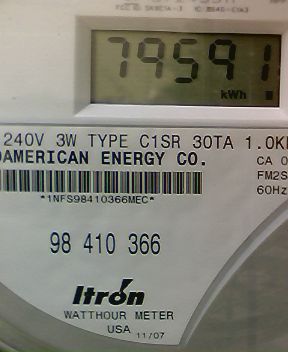 79591
kWh
240V 3W TYPE C1SR 30TA 1.0K
AMERICAN ENERGY CO.
CA 0
FM2S
60Hz
*1NFS98410366MEC*
98 410 366
Itron
WATTHOUR METER
USA 11/07